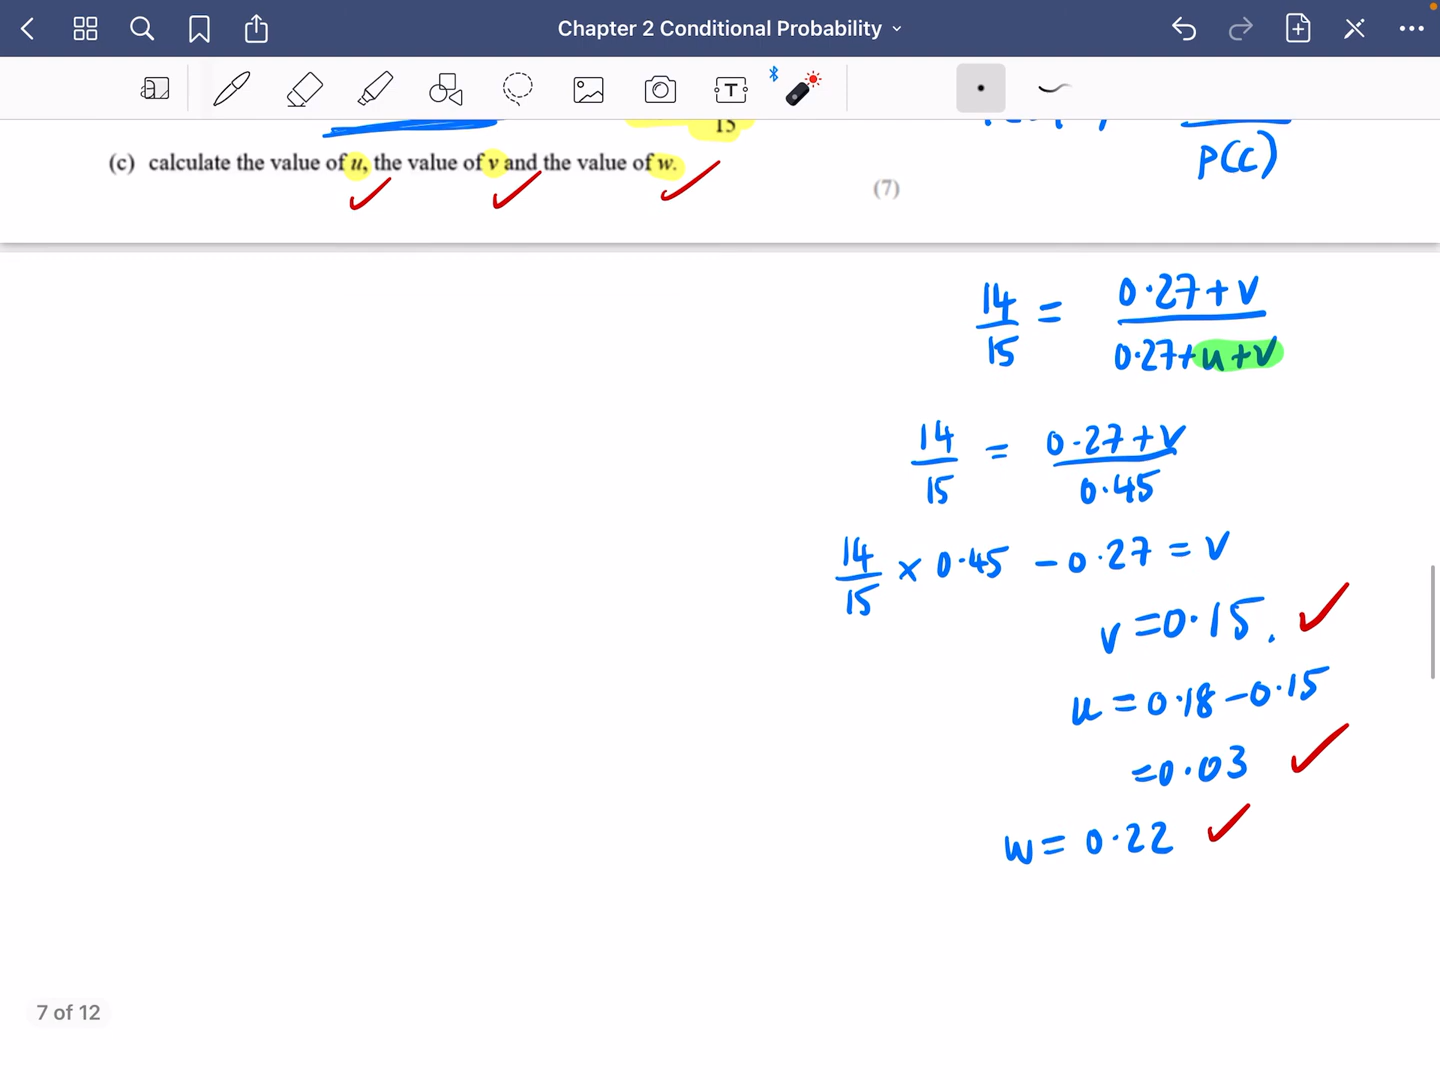 Chapter 2 Conditional Probability
15
(c) calculate the value of u, the value of v and the value of w.
(7)
P(C)
14/15 = (0.27+v)/(0.27+u+v)
14/15 = (0.27+v)/0.45
14/15 × 0.45 − 0.27 = v
v = 0.15.
u = 0.18 − 0.15
= 0.03
w = 0.22
7 of 12